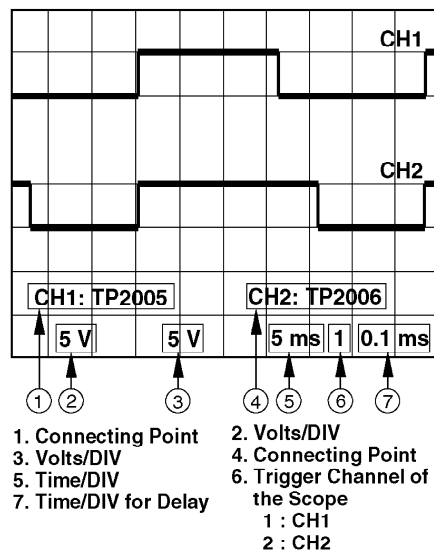 CH1
CH2
CH1: TP2005 CH2: TP2006
5 V 5 V 5 ms 1 0.1 ms
1 2 3 4 5 6 7
1. Connecting Point
3. Volts/DIV
5. Time/DIV
7. Time/DIV for Delay
2. Volts/DIV
4. Connecting Point
6. Trigger Channel of
the Scope
1 : CH1
2 : CH2